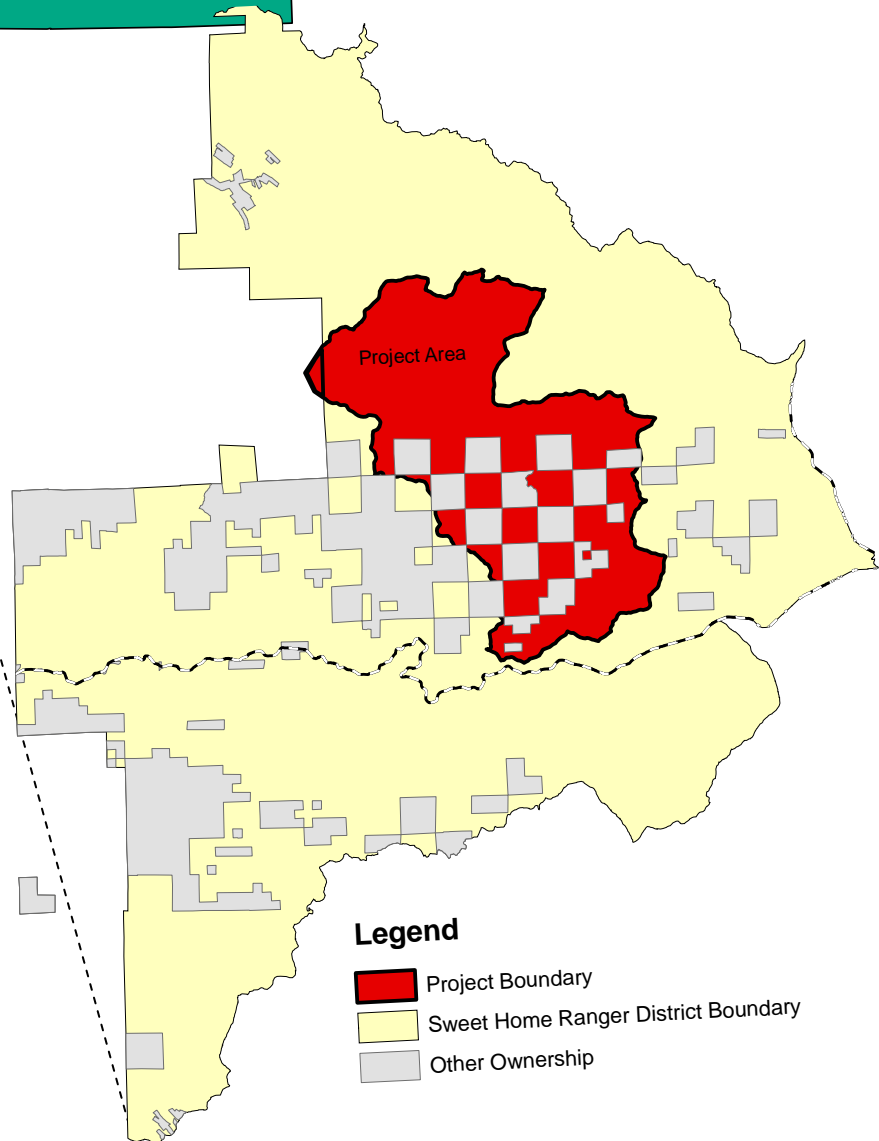 Project Area
Legend
Project Boundary
Sweet Home Ranger District Boundary
Other Ownership